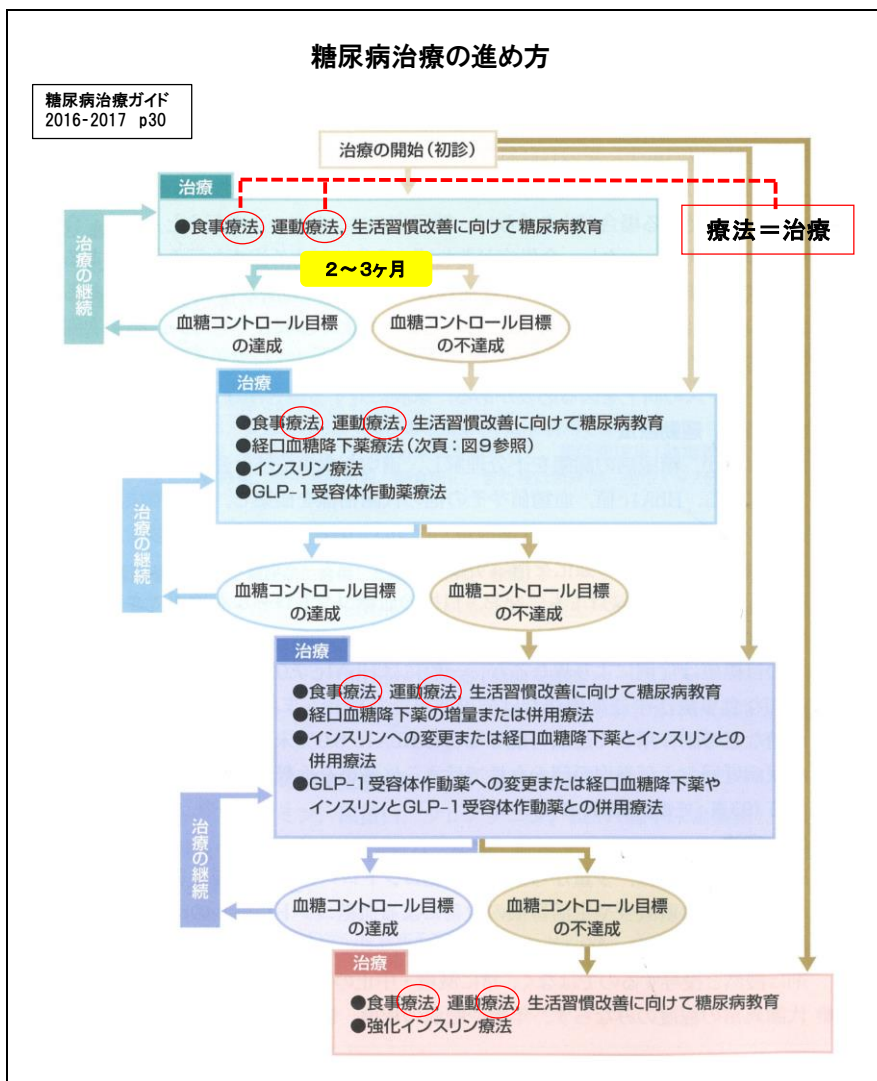 糖尿病治療の進め方
糖尿病治療ガイド
2016-2017 p30
治療の開始(初診)
治療
●食事療法, 運動療法, 生活習慣改善に向けて糖尿病教育
療法=治療
治療の継続
2~3ヶ月
血糖コントロール目標
の達成
血糖コントロール目標
の不達成
治療
●食事療法, 運動療法, 生活習慣改善に向けて糖尿病教育
●経口血糖降下薬療法(次頁:図9参照)
●インスリン療法
●GLP-1受容体作動薬療法
治療の継続
血糖コントロール目標
の達成
血糖コントロール目標
の不達成
治療
●食事療法, 運動療法, 生活習慣改善に向けて糖尿病教育
●経口血糖降下薬の増量または併用療法
●インスリンへの変更または経口血糖降下薬とインスリンとの
併用療法
●GLP-1受容体作動薬への変更または経口血糖降下薬や
インスリンとGLP-1受容体作動薬との併用療法
治療の継続
血糖コントロール目標
の達成
血糖コントロール目標
の不達成
治療
●食事療法, 運動療法, 生活習慣改善に向けて糖尿病教育
●強化インスリン療法